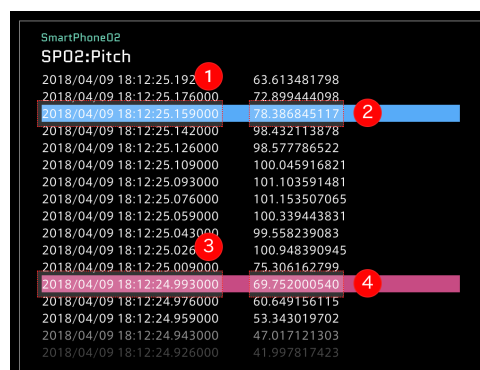 SmartPhone02
SP02:Pitch
2018/04/09 18:12:25.192 1 63.613481798
2018/04/09 18:12:25.176000 72.899444098
2018/04/09 18:12:25.159000 78.386845117 2
2018/04/09 18:12:25.142000 98.432113878
2018/04/09 18:12:25.126000 98.577786522
2018/04/09 18:12:25.109000 100.045916821
2018/04/09 18:12:25.093000 101.103591481
2018/04/09 18:12:25.076000 101.153507065
2018/04/09 18:12:25.059000 100.339443831
2018/04/09 18:12:25.043000 99.558239083
2018/04/09 18:12:25.026 3 100.948390945
2018/04/09 18:12:25.009000 75.306162799
2018/04/09 18:12:24.993000 69.752000540 4
2018/04/09 18:12:24.976000 60.649156115
2018/04/09 18:12:24.959000 53.343019702
2018/04/09 18:12:24.943000 47.017121303
2018/04/09 18:12:24.926000 41.997817423